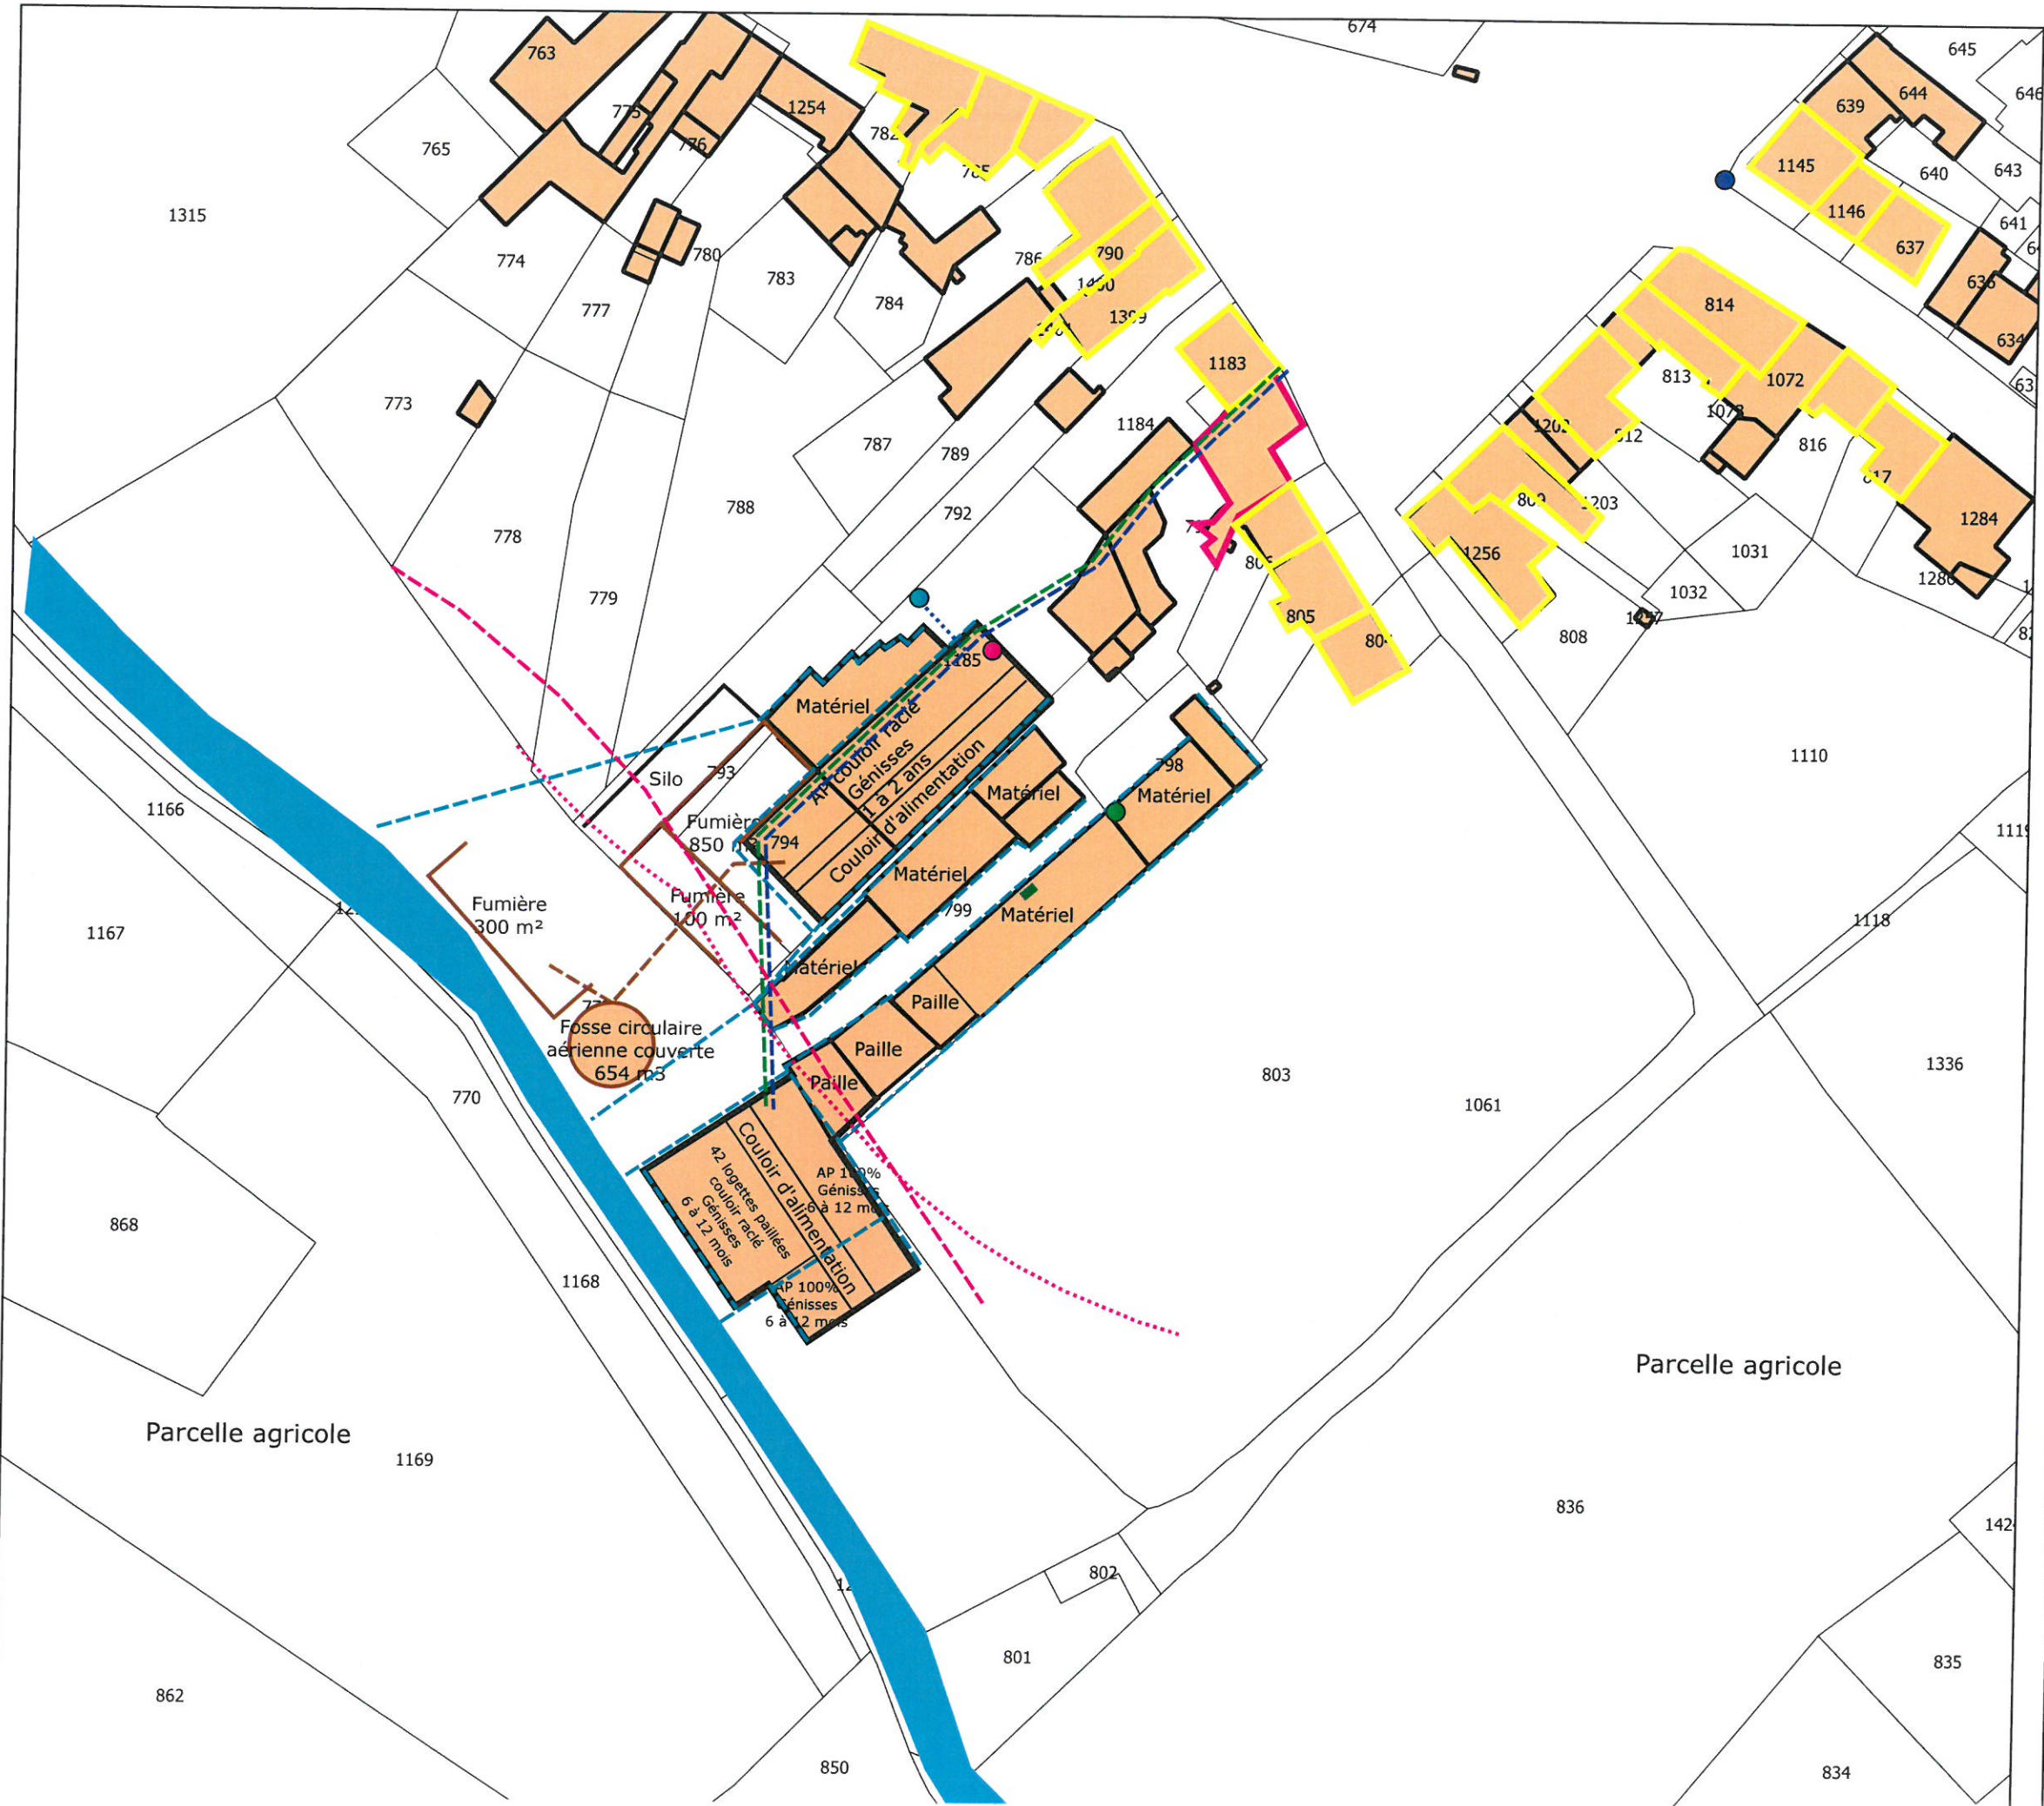 674
645
763
644
646
639
1254
775
782
776
765
643
785
1145
640
1146
1315
641
637
790
780
774
786
783
636
1400
784
814
777
1399
634
1183
813
1072
773
1073
1184
1202
812
787
816
789
817
809
1203
788
792
1284
778
1256
1031
806
1280
1032
779
805
1257
808
804
1185
Matériel
1110
798
793
Silo
AP couloir raclé
Génisses
1 à 2 ans
Couloir d'alimentation
Matériel
Matériel
1166
Fumière
850 m²
794
1119
Matériel
Fumière
100 m²
Fumière
300 m²
799
Matériel
1118
1167
Matériel
Paille
Fosse circulaire
aérienne couverte
654 m3
Paille
1336
Paille
803
770
1061
Couloir d'alimentation
42 logettes paillées
couloir raclé
Génisses
6 à 12 mois
AP 100%
Génisses
6 à 12 mois
868
1168
AP 100%
Génisses
6 à 12 mois
Parcelle agricole
Parcelle agricole
1169
836
802
801
835
862
850
834